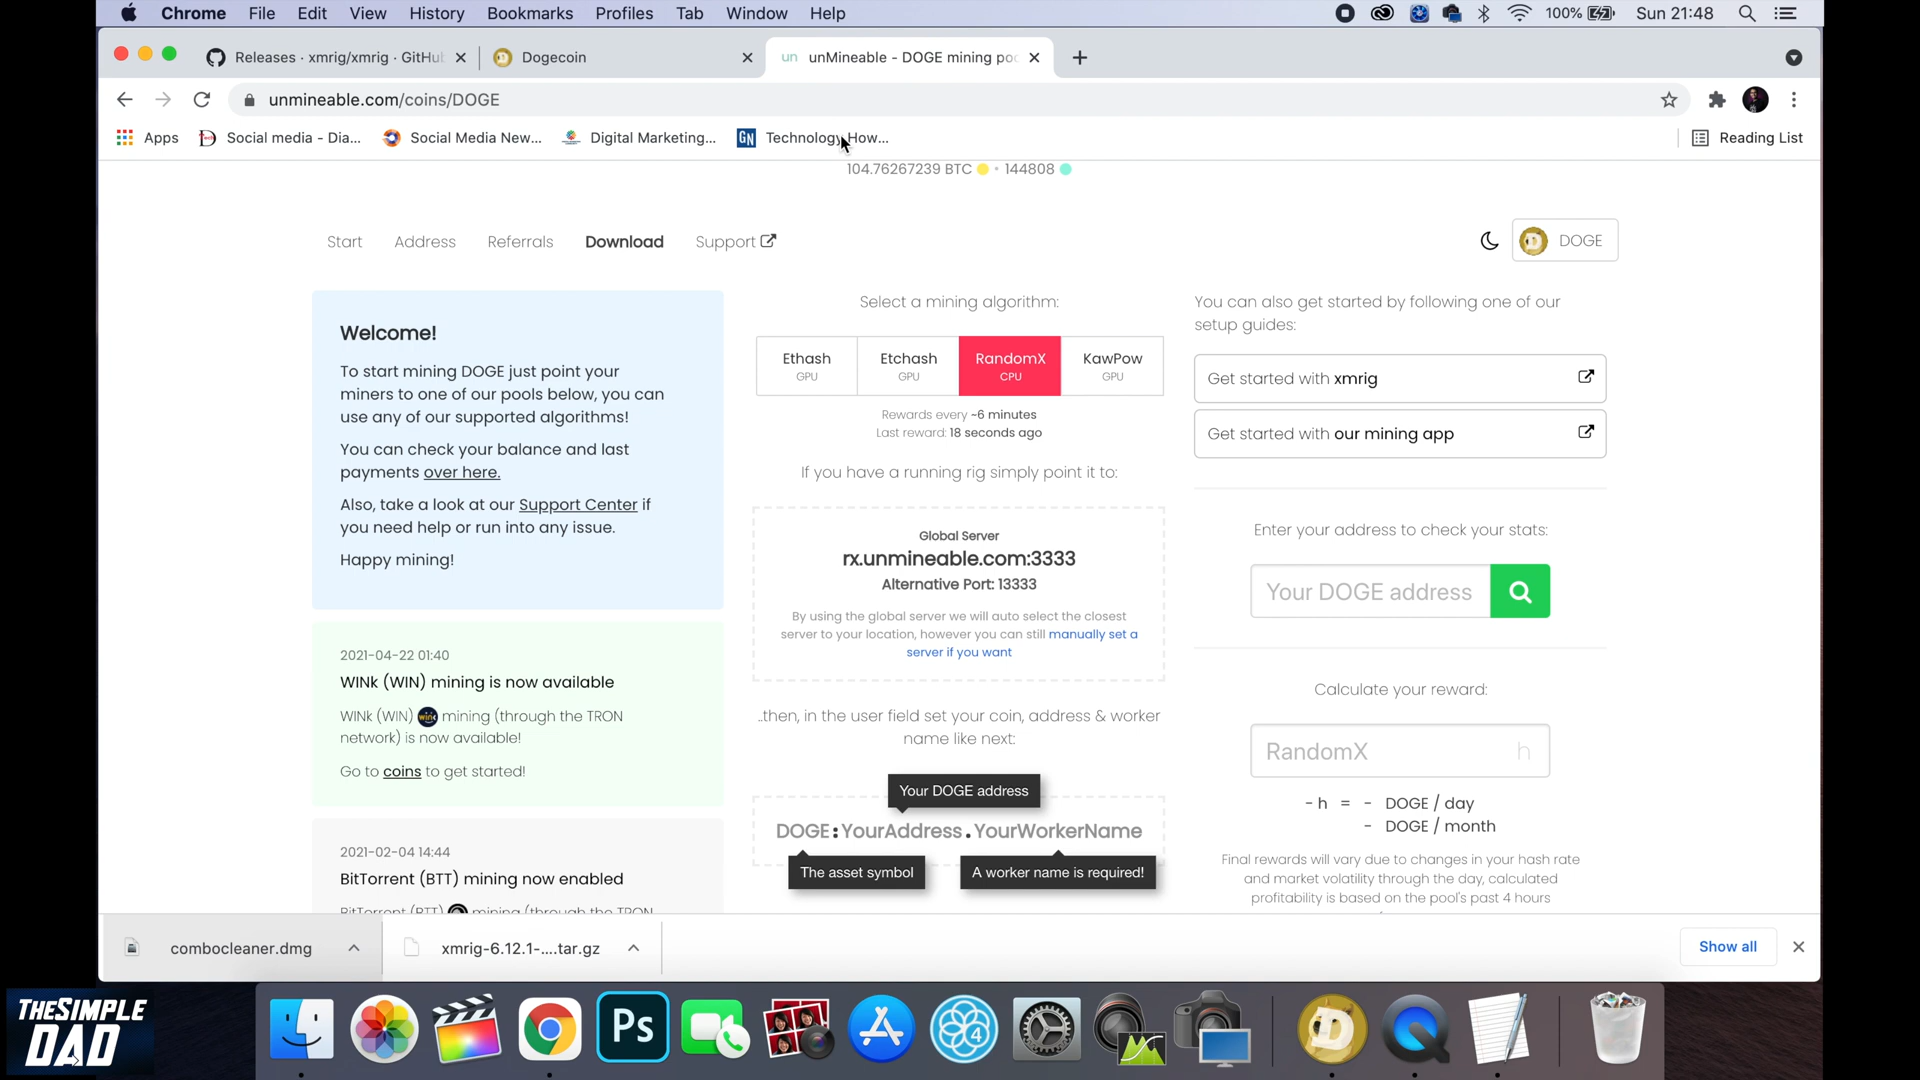 Chrome File Edit View History Bookmarks Profiles Tab Window Help
100% Sun 21:48
Releases · xmrig/xmrig · GitHu
Dogecoin
un unMineable - DOGE mining poo
unmineable.com/coins/DOGE
Apps
Social media - Dia...
Social Media New...
Digital Marketing...
GN Technology How...
Reading List
104.76267239 BTC • 144808
Start Address Referrals Download Support
DOGE
Welcome!
To start mining DOGE just point your
miners to one of our pools below, you can
use any of our supported algorithms!
You can check your balance and last
payments over here.
Also, take a look at our Support Center if
you need help or run into any issue.
Happy mining!
2021-04-22 01:40
WINk (WIN) mining is now available
WINk (WIN) mining (through the TRON
network) is now available!
Go to coins to get started!
2021-02-04 14:44
BitTorrent (BTT) mining now enabled
BitTorrent (BTT) mining (through the TRON
Select a mining algorithm:
Ethash
GPU
Etchash
GPU
RandomX
CPU
KawPow
GPU
Rewards every ~6 minutes
Last reward: 18 seconds ago
If you have a running rig simply point it to:
Global Server
rx.unmineable.com:3333
Alternative Port: 13333
By using the global server we will auto select the closest
server to your location, however you can still manually set a
server if you want
..then, in the user field set your coin, address & worker
name like next:
Your DOGE address
DOGE:YourAddress.YourWorkerName
The asset symbol
A worker name is required!
You can also get started by following one of our
setup guides:
Get started with xmrig
Get started with our mining app
Enter your address to check your stats:
Your DOGE address
Calculate your reward:
RandomX h
- h = - DOGE / day
- DOGE / month
Final rewards will vary due to changes in your hash rate
and market volatility through the day, calculated
profitability is based on the pool's past 4 hours
combocleaner.dmg
xmrig-6.12.1-....tar.gz
Show all
THE SIMPLE
DAD
Ps
4